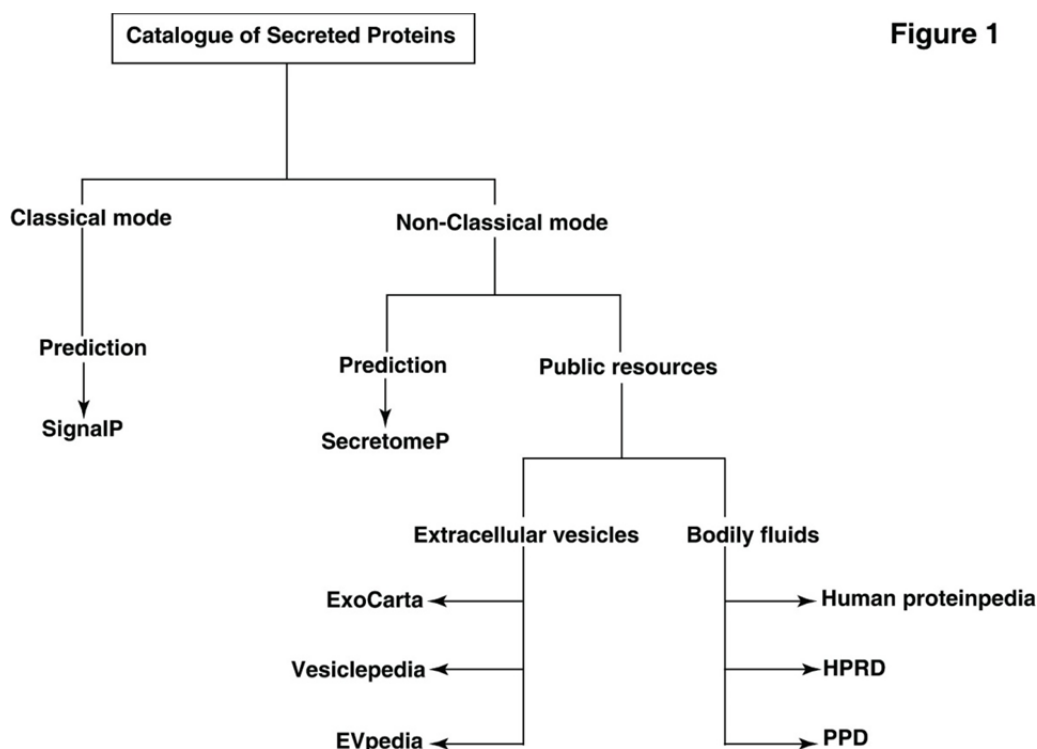 Catalogue of Secreted Proteins
Figure 1
Classical mode
Non-Classical mode
Prediction
SignalP
Prediction
SecretomeP
Public resources
Extracellular vesicles
Bodily fluids
ExoCarta
Human proteinpedia
Vesiclepedia
HPRD
EVpedia
PPD